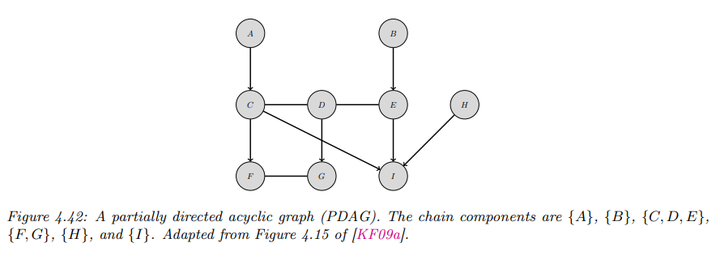 A B
C D E H
F G I
Figure 4.42: A partially directed acyclic graph (PDAG). The chain components are {A}, {B}, {C, D, E},
{F, G}, {H}, and {I}. Adapted from Figure 4.15 of [KF09a].